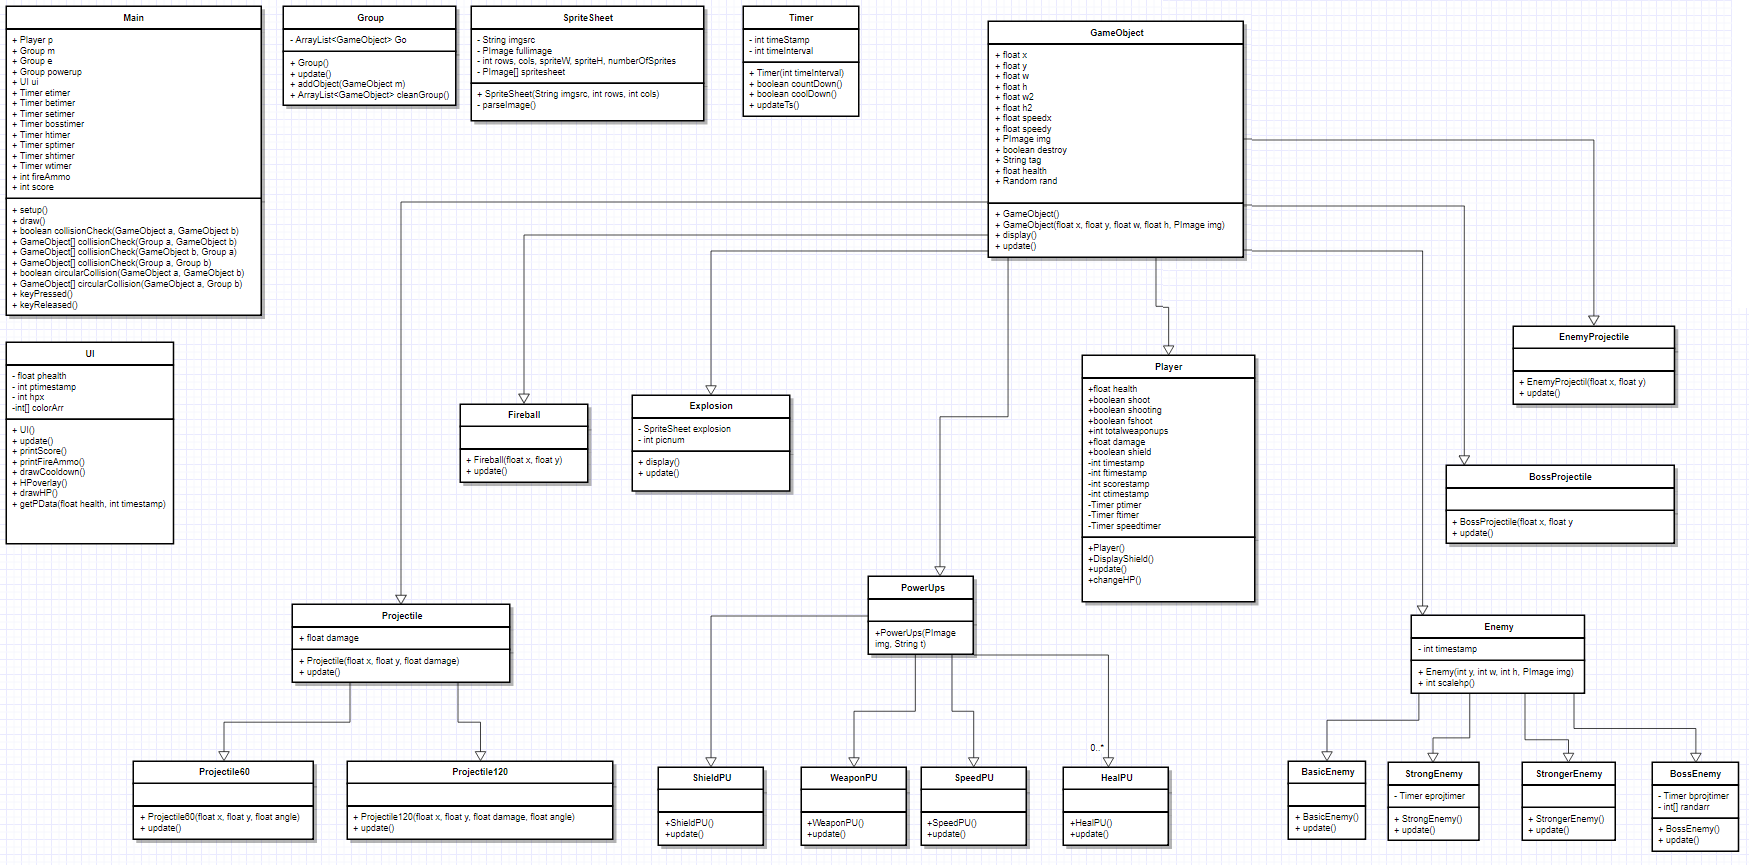 Main
+ Player p
+ Group m
+ Group e
+ Group powerup
+ UI ui
+ Timer etimer
+ Timer betimer
+ Timer setimer
+ Timer bosstimer
+ Timer htimer
+ Timer sptimer
+ Timer shtimer
+ Timer wtimer
+ int fireAmmo
+ int score
+ setup()
+ draw()
+ boolean collisionCheck(GameObject a, GameObject b)
+ GameObject[] collisionCheck(Group a, GameObject b)
+ GameObject[] collisionCheck(GameObject b, Group a)
+ GameObject[] collisionCheck(Group a, Group b)
+ boolean circularCollision(GameObject a, GameObject b)
+ GameObject[] circularCollision(GameObject a, Group b)
+ keyPressed()
+ keyReleased()
Group
- ArrayList<GameObject> Go
+ Group()
+ update()
+ addObject(GameObject m)
+ ArrayList<GameObject> cleanGroup()
SpriteSheet
- String imgsrc
- PImage fullimage
- int rows, cols, spriteW, spriteH, numberOfSprites
- PImage[] spritesheet
+ SpriteSheet(String imgsrc, int rows, int cols)
- parseImage()
Timer
- int timeStamp
- int timeInterval
+ Timer(int timeInterval)
+ boolean countDown()
+ boolean coolDown()
+ updateTs()
GameObject
+ float x
+ float y
+ float w
+ float h
+ float w2
+ float h2
+ float speedx
+ float speedy
+ PImage img
+ boolean destroy
+ String tag
+ float health
+ Random rand
+ GameObject()
+ GameObject(float x, float y, float w, float h, PImage img)
+ display()
+ update()
UI
- float phealth
- int ptimestamp
- int hpx
-int[] colorArr
+ UI()
+ update()
+ printScore()
+ printFireAmmo()
+ drawCooldown()
+ HPoverlay()
+ drawHP()
+ getPData(float health, int timestamp)
Fireball
+ Fireball(float x, float y)
+ update()
Explosion
- SpriteSheet explosion
- int picnum
+ display()
+ update()
Player
+float health
+boolean shoot
+boolean shooting
+boolean fshoot
+int totalweaponups
+float damage
+boolean shield
-int timestamp
-int ftimestamp
-int scorestamp
-int ctimestamp
-Timer ptimer
-Timer ftimer
-Timer speedtimer
+Player()
+DisplayShield()
+update()
+changeHP()
EnemyProjectile
+ EnemyProjectil(float x, float y)
+ update()
BossProjectile
+ BossProjectile(float x, float y
+ update()
Projectile
+ float damage
+ Projectile(float x, float y, float damage)
+ update()
PowerUps
+PowerUps(PImage
img, String t)
Enemy
- int timestamp
+ Enemy(int y, int w, int h, PImage img)
+ int scalehp()
0..*
Projectile60
+ Projectile60(float x, float y, float angle)
+ update()
Projectile120
+ Projectile120(float x, float y, float damage, float angle)
+ update()
ShieldPU
+ShieldPU()
+update()
WeaponPU
+WeaponPU()
+update()
SpeedPU
+SpeedPU()
+update()
HealPU
+HealPU()
+update()
BasicEnemy
+ BasicEnemy()
+ update()
StrongEnemy
- Timer eprojtimer
+ StrongEnemy()
+ update()
StrongerEnemy
+ StrongerEnemy()
+ update()
BossEnemy
- Timer bprojtimer
- int[] randarr
+ BossEnemy()
+ update()